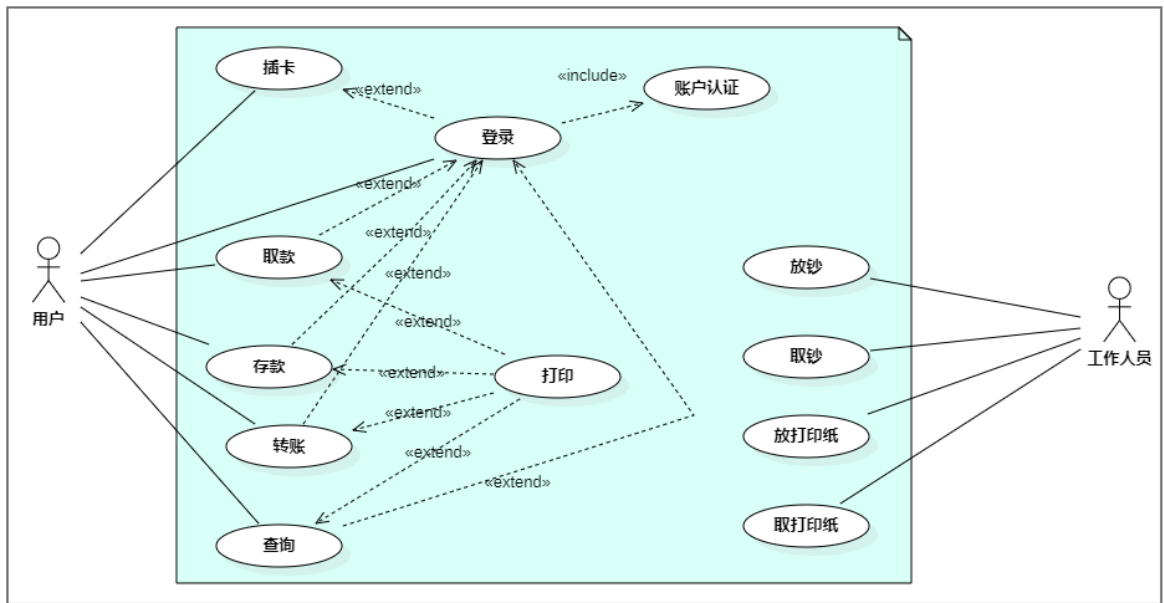 插卡
«extend»
«include»
账户认证
登录
«extend»
«extend»
取款
«extend»
放钞
用户
«extend»
取钞
工作人员
存款
«extend»
打印
«extend»
转账
放打印纸
«extend»
«extend»
查询
取打印纸